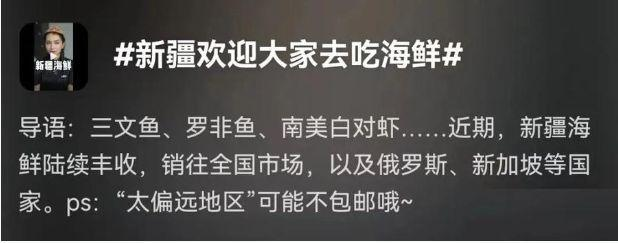 新疆海鲜
#新疆欢迎大家去吃海鲜#
导语：三文鱼、罗非鱼、南美白对虾……近期，新疆海
鲜陆续丰收，销往全国市场，以及俄罗斯、新加坡等国
家。ps：“太偏远地区”可能不包邮哦~